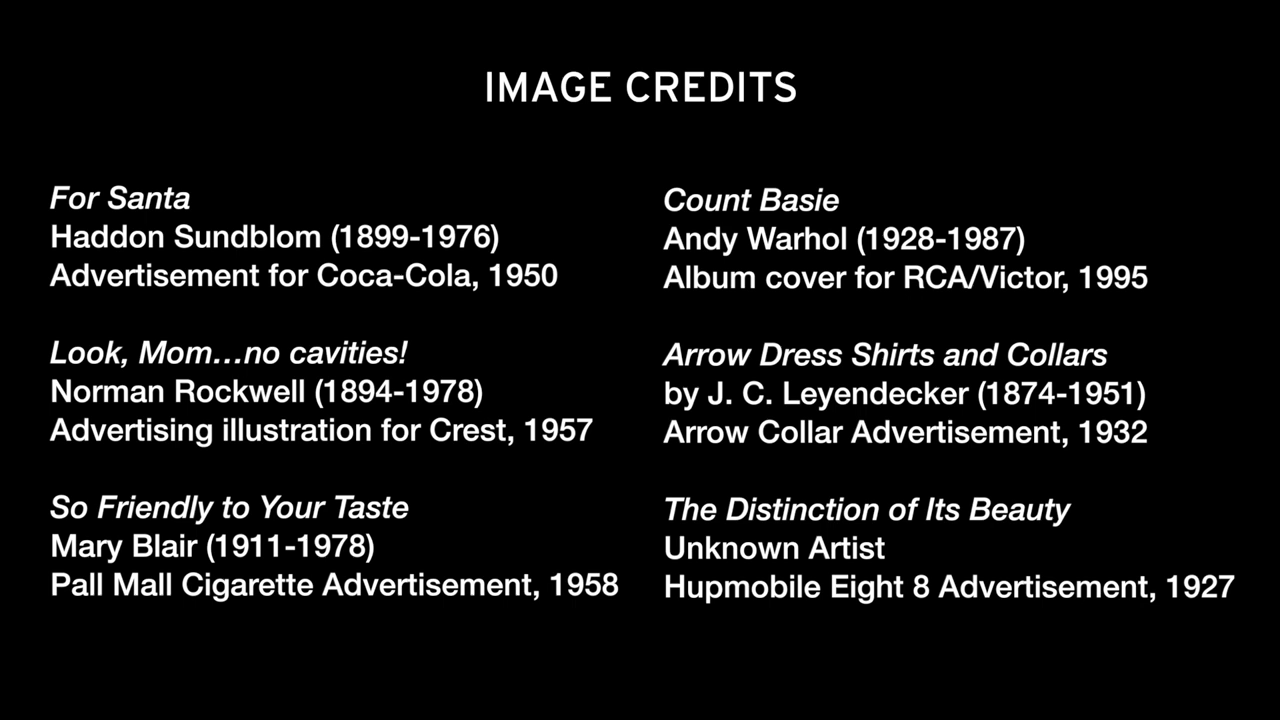 IMAGE CREDITS
For Santa
Haddon Sundblom (1899-1976)
Advertisement for Coca-Cola, 1950
Look, Mom...no cavities!
Norman Rockwell (1894-1978)
Advertising illustration for Crest, 1957
So Friendly to Your Taste
Mary Blair (1911-1978)
Pall Mall Cigarette Advertisement, 1958
Count Basie
Andy Warhol (1928-1987)
Album cover for RCA/Victor, 1995
Arrow Dress Shirts and Collars
by J. C. Leyendecker (1874-1951)
Arrow Collar Advertisement, 1932
The Distinction of Its Beauty
Unknown Artist
Hupmobile Eight 8 Advertisement, 1927